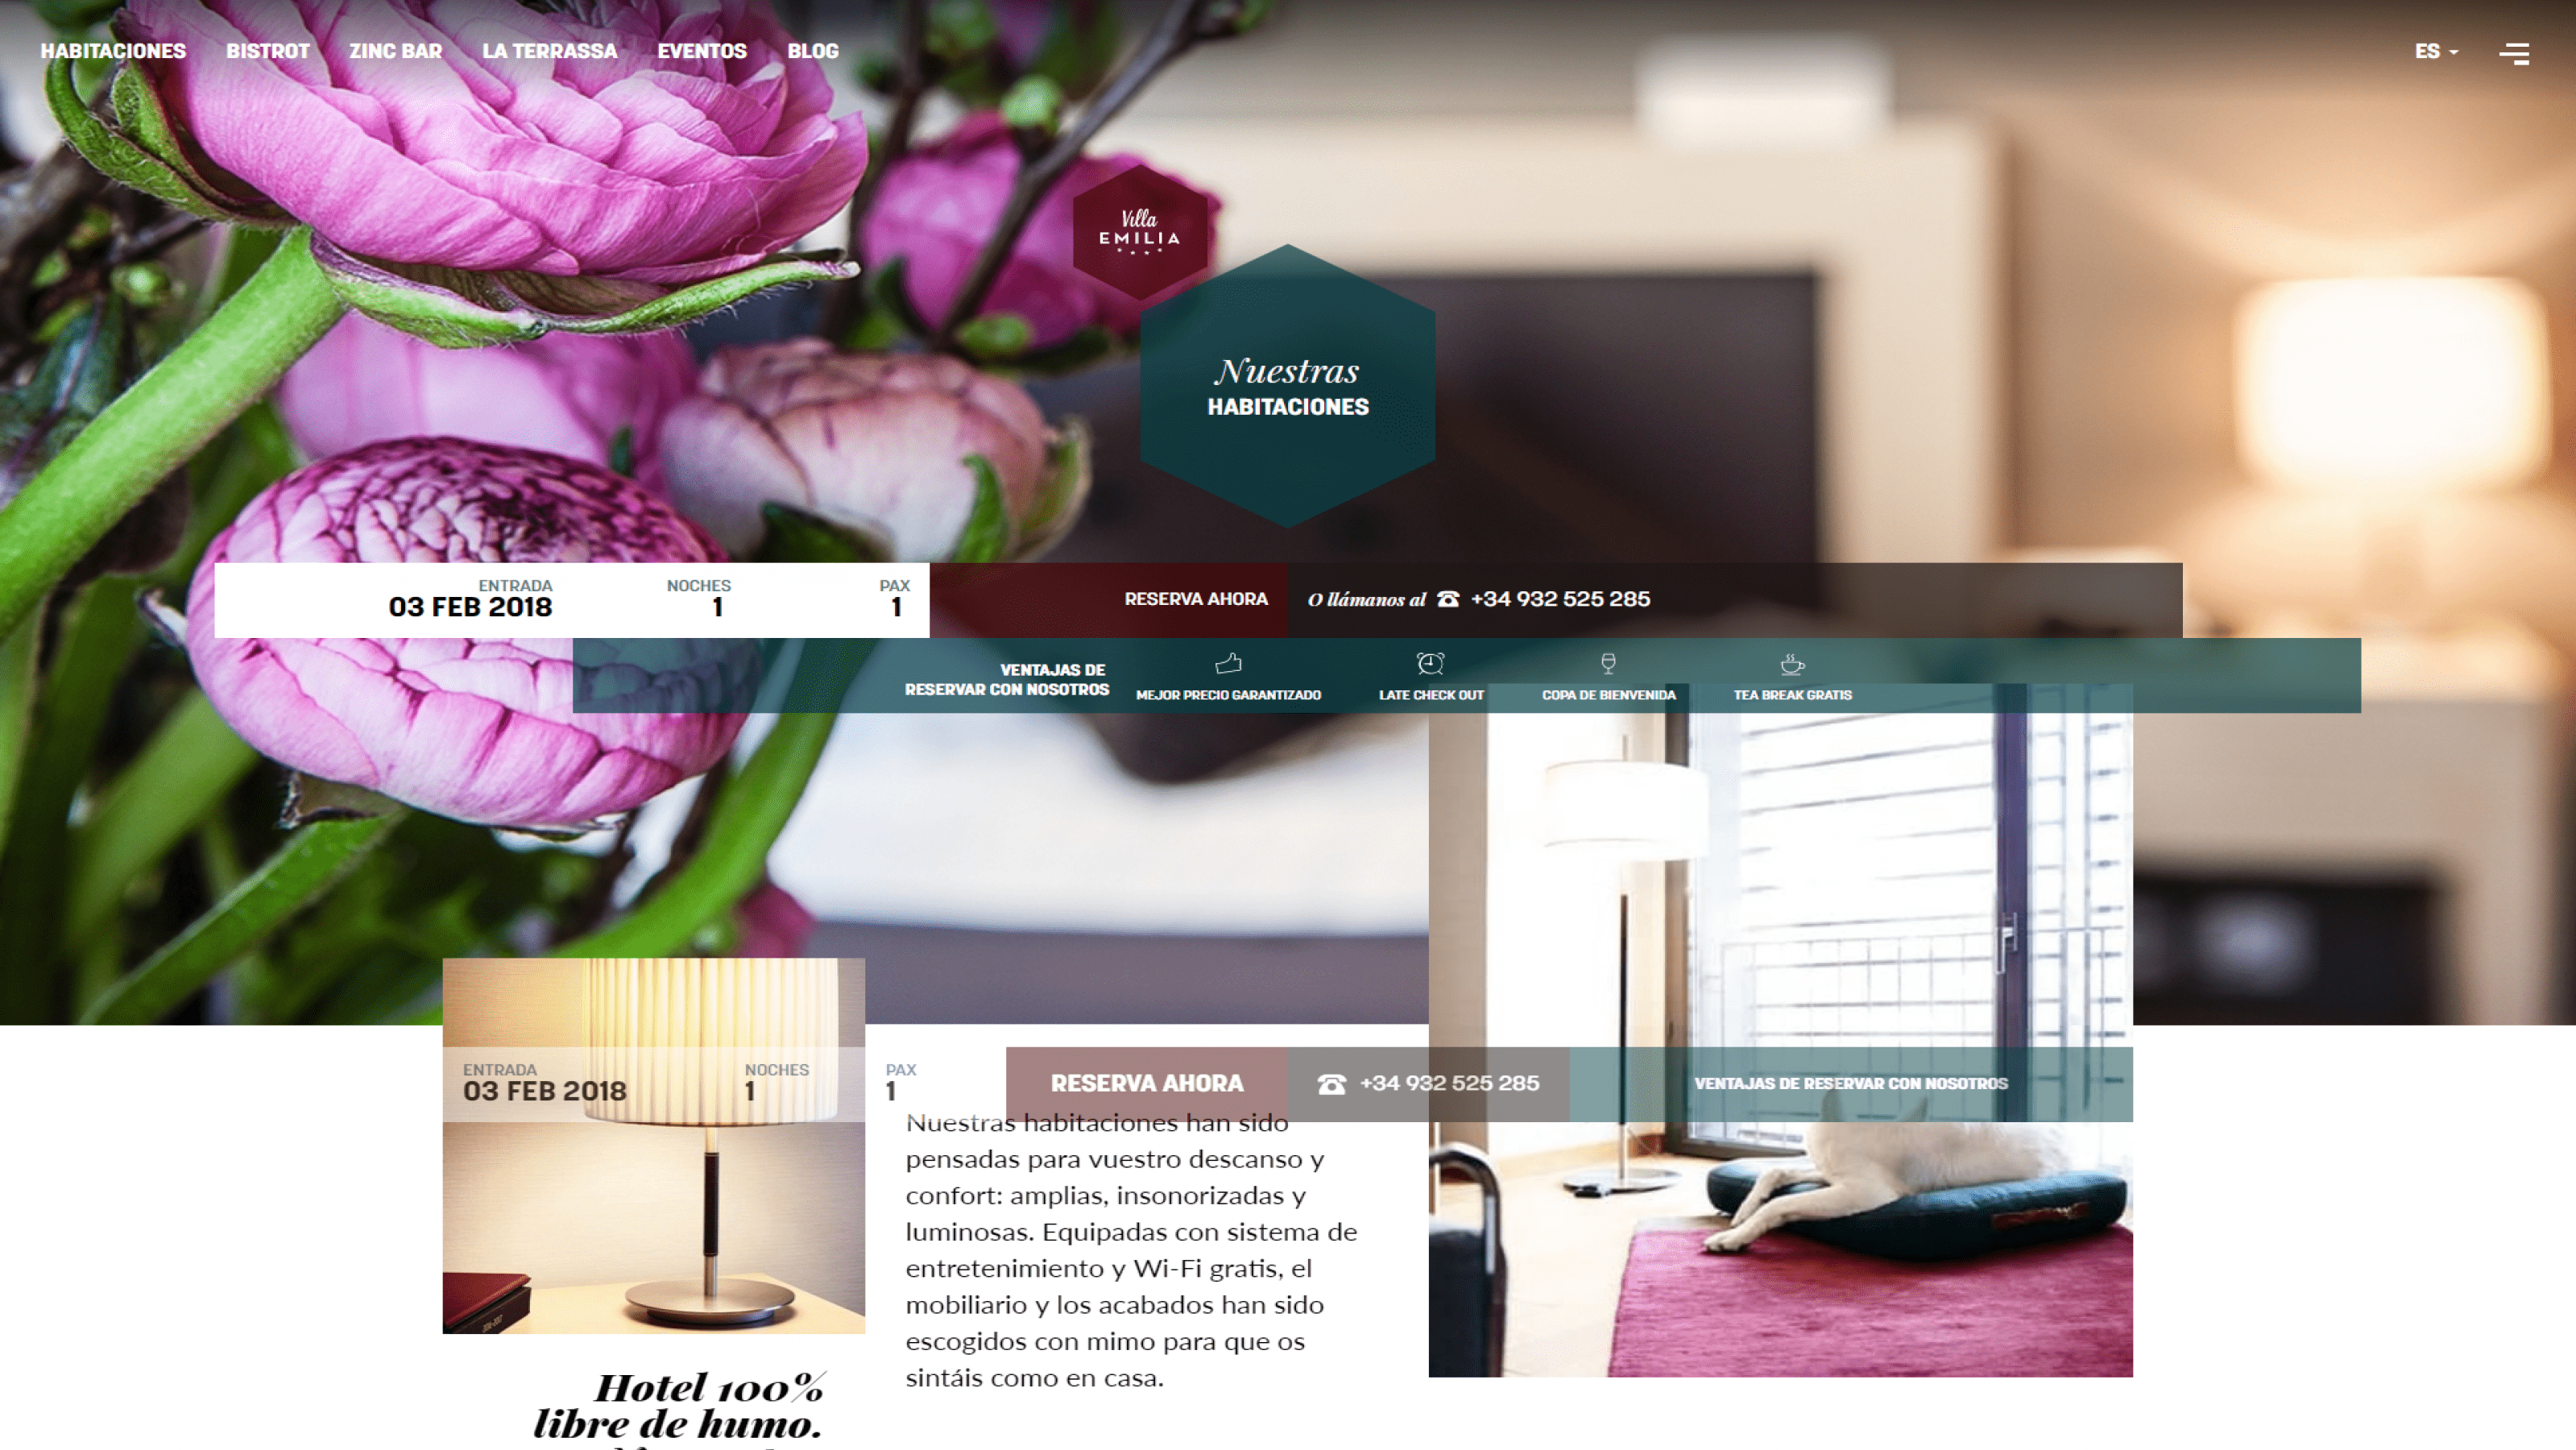 HABITACIONES BISTROT ZINC BAR LA TERRASSA EVENTOS BLOG ES
Villa
EMILIA
Nuestras
HABITACIONES
ENTRADA NOCHES PAX
03 FEB 2018 1 1
RESERVA AHORA O llámanos al +34 932 525 285
VENTAJAS DE
RESERVAR CON NOSOTROS
MEJOR PRECIO GARANTIZADO LATE CHECK OUT COPA DE BIENVENIDA TEA BREAK GRATIS
ENTRADA NOCHES PAX
03 FEB 2018 1 1
RESERVA AHORA +34 932 525 285 VENTAJAS DE RESERVAR CON NOSOTROS
Nuestras habitaciones han sido
pensadas para vuestro descanso y
confort: amplias, insonorizadas y
luminosas. Equipadas con sistema de
entretenimiento y Wi-Fi gratis, el
mobiliario y los acabados han sido
escogidos con mimo para que os
sintáis como en casa.
Hotel 100%
libre de humo.